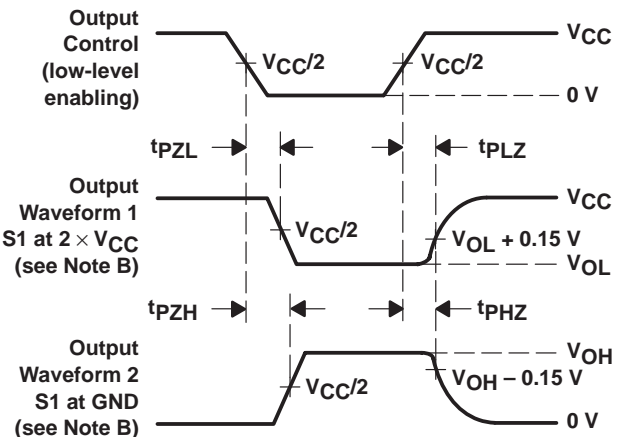 Output
Control
(low-level
enabling)
VCC/2
VCC/2
VCC
0 V
tPZL
tPLZ
Output
Waveform 1
S1 at 2 × VCC
(see Note B)
VCC/2
VCC
VOL + 0.15 V
VOL
tPZH
tPHZ
Output
Waveform 2
S1 at GND
(see Note B)
VCC/2
VOH
VOH – 0.15 V
0 V